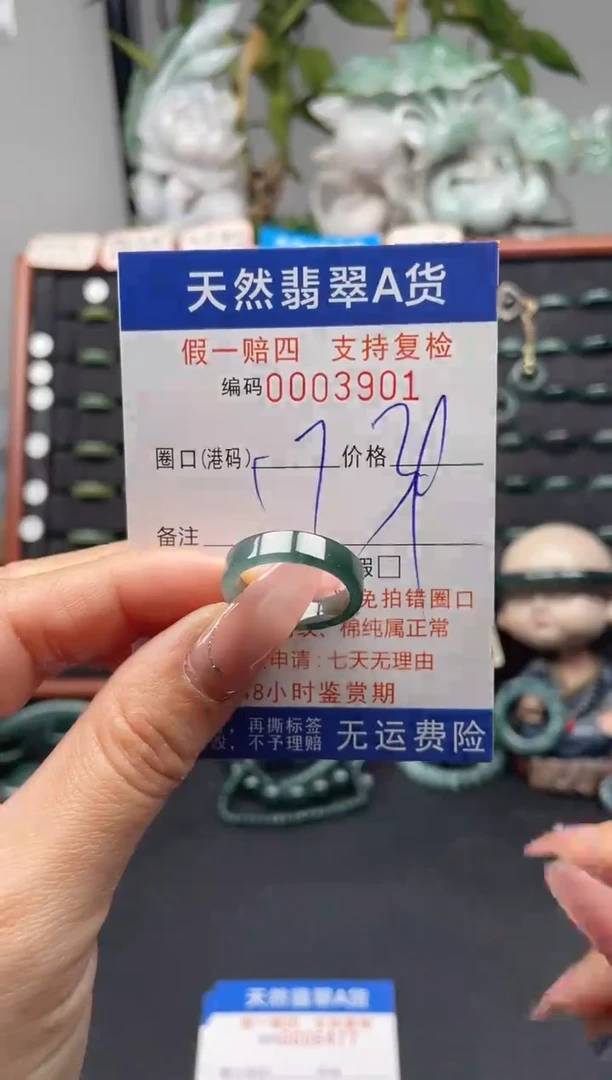 天然翡翠A货
假一赔四 支持复检
编码0003901
圈口(港码) 17 价格
备注
假□
免拍错圈口
纹、棉纯属正常
申请:七天无理由
48小时鉴赏期
再撕标签
不予理赔 无运费险
天然翡翠A货